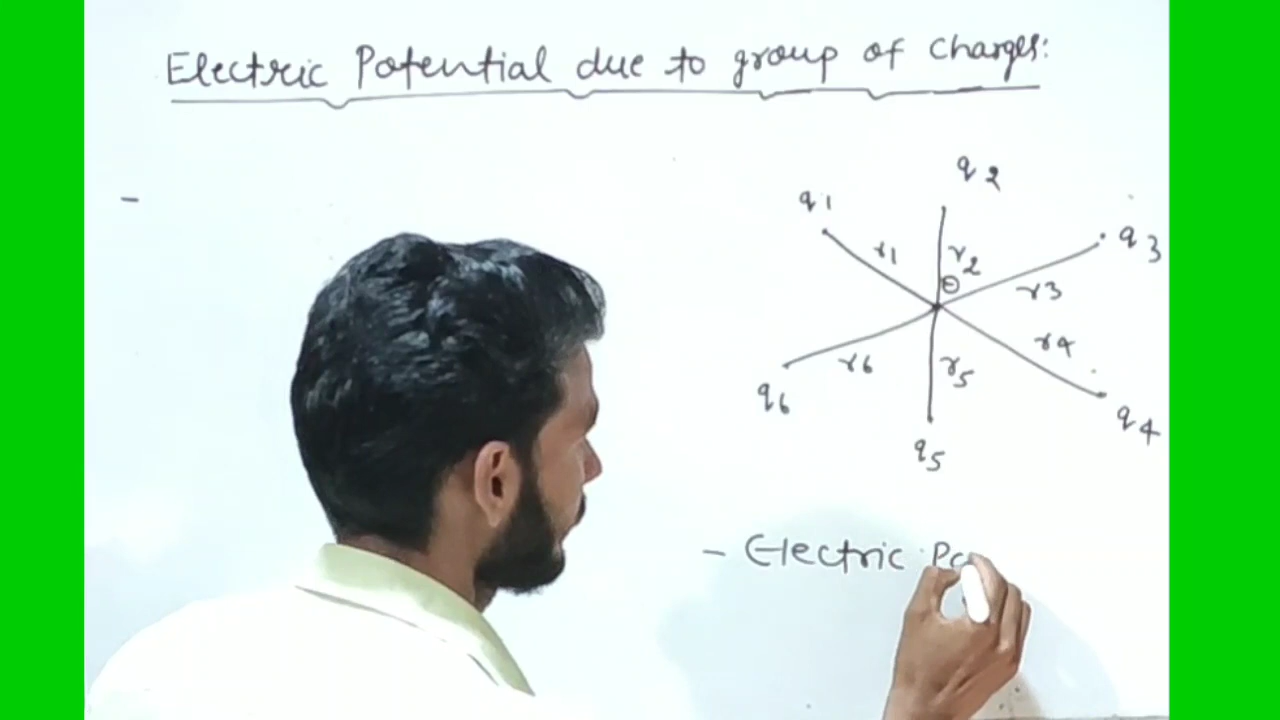 Electric Potential due to group of charges:
-
q1
q2
q3
r1
r2
r3
r4
r5
r6
q6
q5
q4
- Electric Po